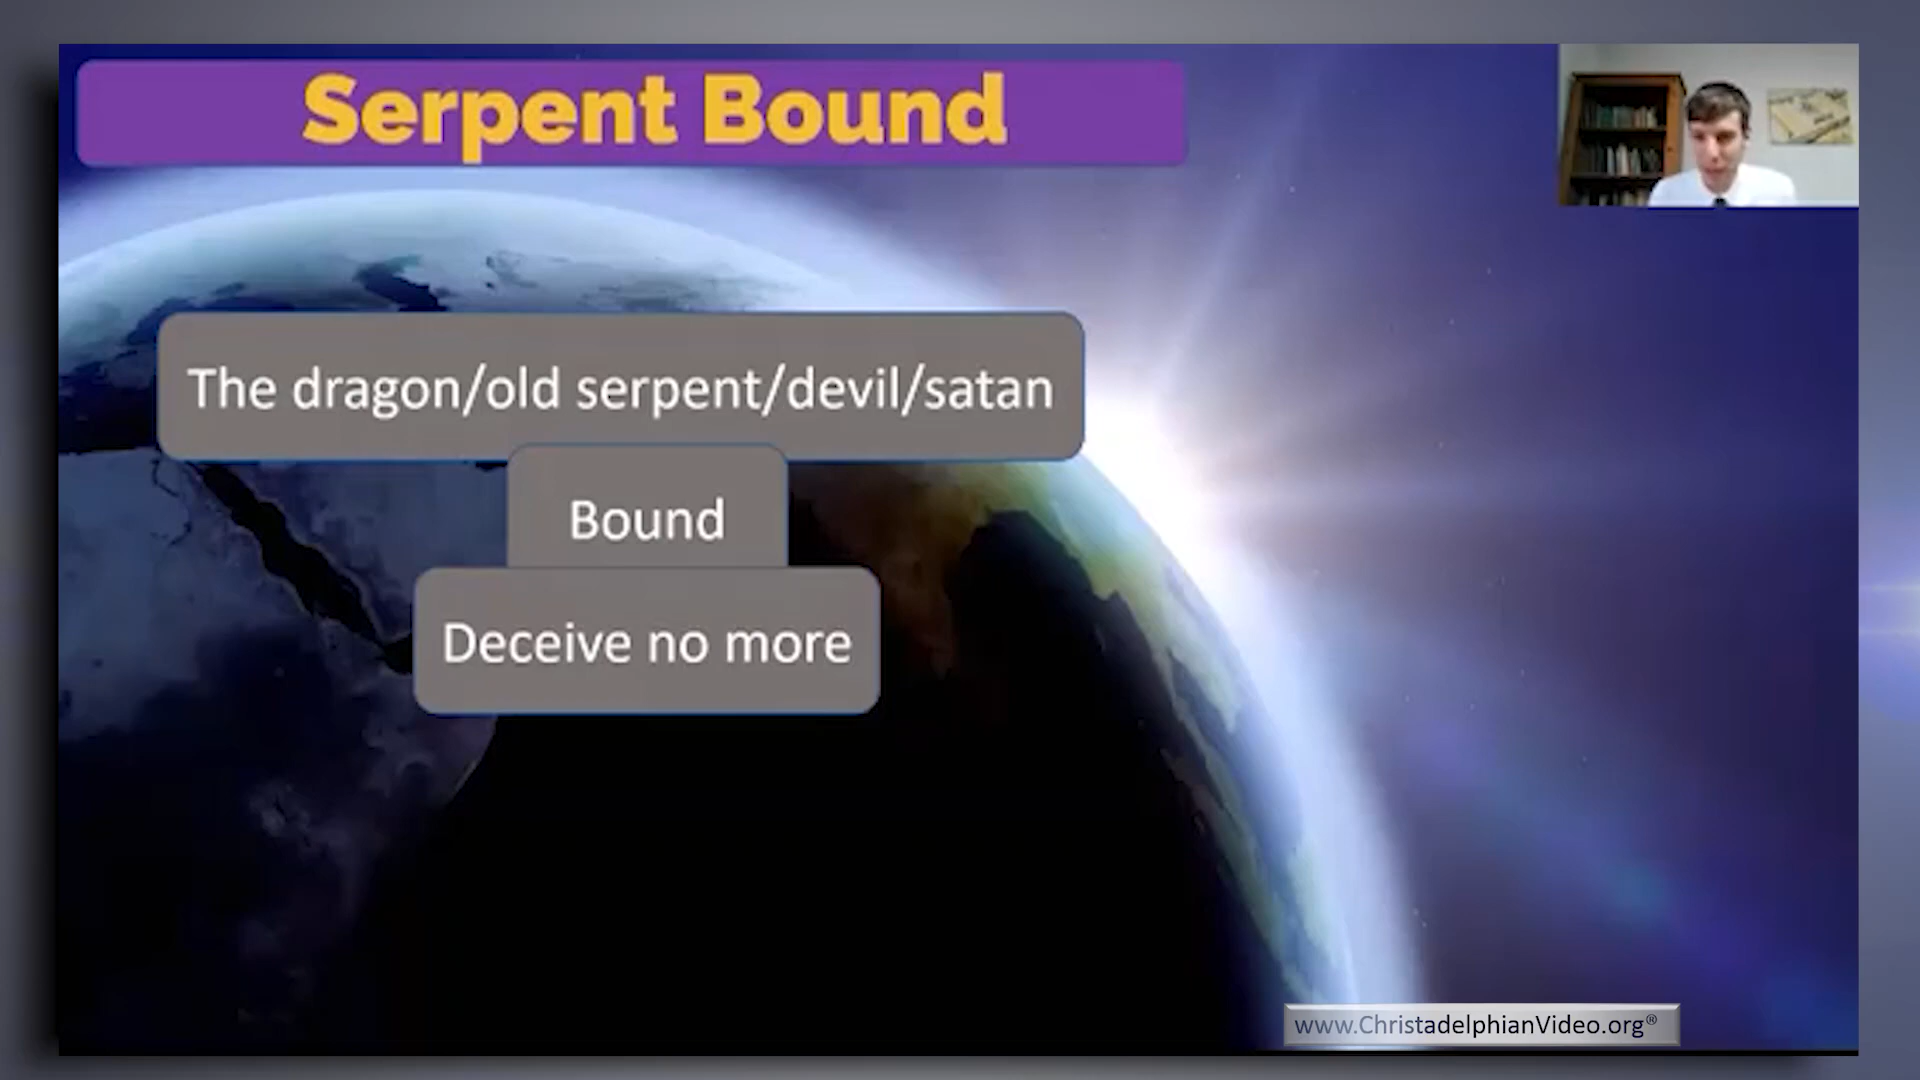 Serpent Bound
The dragon/old serpent/devil/satan
Bound
Deceive no more
www.ChristadelphianVideo.org®